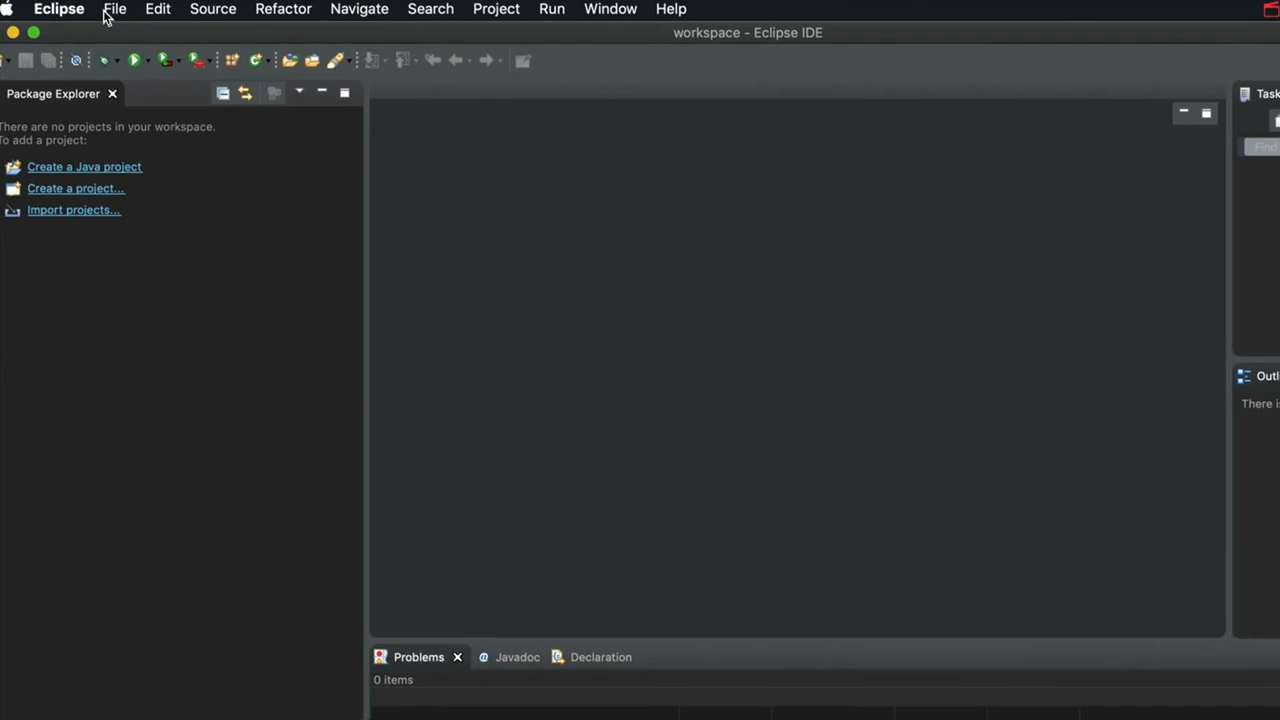 Eclipse File Edit Source Refactor Navigate Search Project Run Window Help
workspace - Eclipse IDE
Package Explorer
Task
There are no projects in your workspace.
To add a project:
Find
Create a Java project
Create a project...
Import projects...
Outl
There is
Problems Javadoc Declaration
0 items